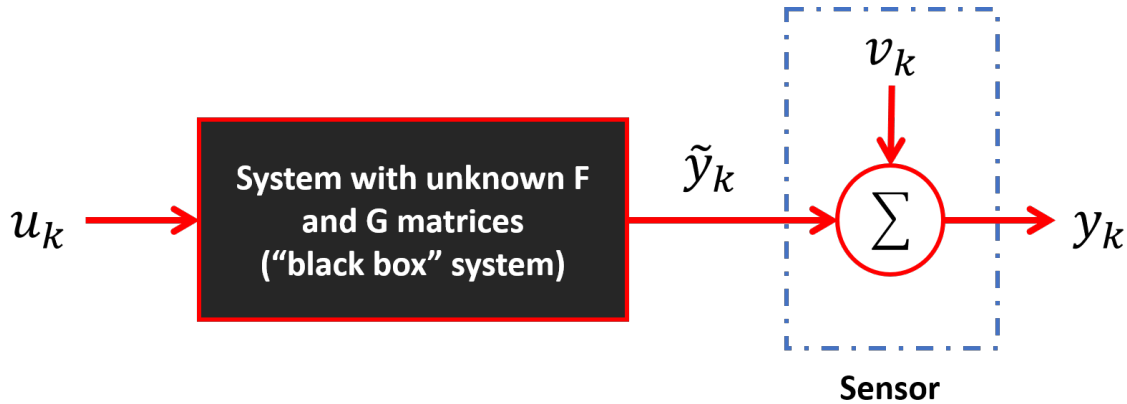 v_k
System with unknown F
and G matrices
(“black box” system)
ỹ_k
u_k
∑
y_k
Sensor